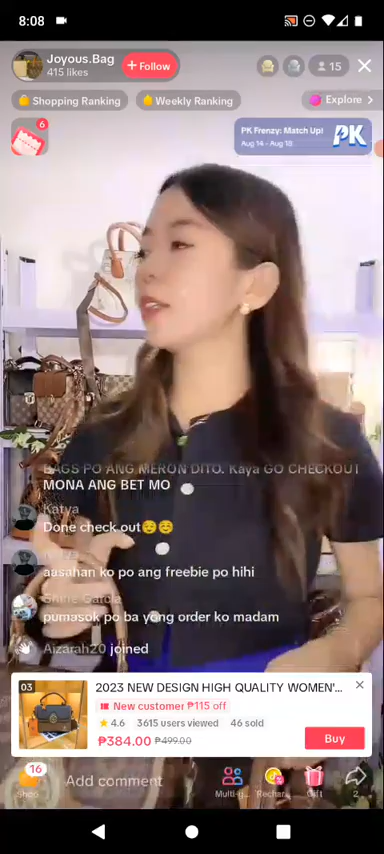 8:08
Joyous.Bag
415 likes
+ Follow
15
Shopping Ranking
Weekly Ranking
Explore >
6
PK Frenzy: Match Up!
Aug 14 - Aug 18
PK
BAGS PO ANG MERON DITO. Kaya GO CHECKOUT
MONA ANG BET MO
Katya
Done check out😌☺️
Katya
aasahan ko po ang freebie po hihi
pumasok po ba yong order ko madam
Aizarah20 joined
03
2023 NEW DESIGN HIGH QUALITY WOMEN'...
New customer ₱115 off
4.6 3615 users viewed 46 sold
₱384.00 ₱499.00
Buy
16
Shop
Add comment
Multi-g...
Rechar...
Gift
2